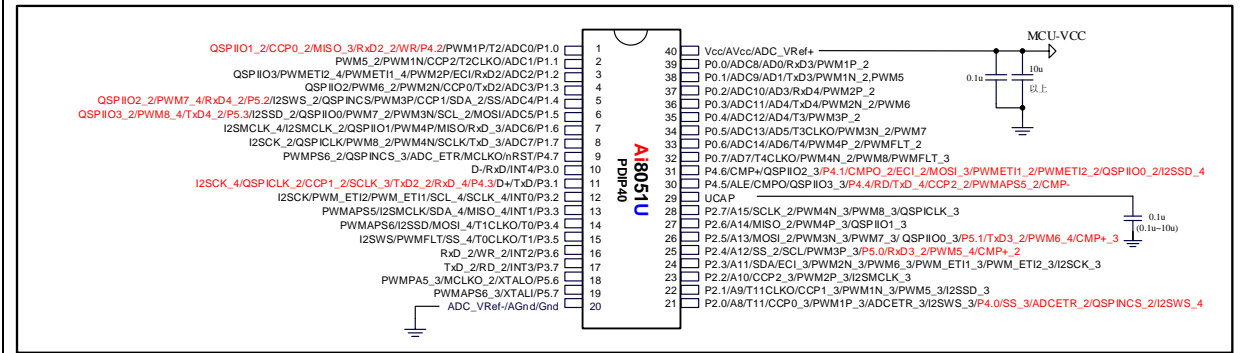 QSPIIO1_2/CCP0_2/MISO_3/RxD2_2/WR/P4.2/PWM1P/T2/ADC0/P1.0 1
PWM5_2/PWM1N/CCP2/T2CLKO/ADC1/P1.1 2
QSPIIO3/PWMETI2_4/PWMETI1_4/PWM2P/ECI/RxD2/ADC2/P1.2 3
QSPIIO2/PWM6_2/PWM2N/CCP0/TxD2/ADC3/P1.3 4
QSPIIO2_2/PWM7_4/RxD4_2/P5.2/I2SWS_2/QSPINCS/PWM3P/CCP1/SDA_2/SS/ADC4/P1.4 5
QSPIIO3_2/PWM8_4/TxD4_2/P5.3/I2SSD_2/QSPIIO0/PWM7_2/PWM3N/SCL_2/MOSI/ADC5/P1.5 6
I2SMCLK_4/I2SMCLK_2/QSPIIO1/PWM4P/MISO/RxD_3/ADC6/P1.6 7
I2SCK_2/QSPICLK/PWM8_2/PWM4N/SCLK/TxD_3/ADC7/P1.7 8
PWMPS6_2/QSPINCS_3/ADC_ETR/MCLKO/nRST/P4.7 9
D-/RxD/INT4/P3.0 10
I2SCK_4/QSPICLK_2/CCP1_2/SCLK_3/TxD2_2/RxD_4/P4.3/D+/TxD/P3.1 11
I2SCK/PWM_ETI2/PWM_ETI1/SCL_4/SCLK_4/INT0/P3.2 12
PWMAPS5/I2SMCLK/SDA_4/MISO_4/INT1/P3.3 13
PWMAPS6/I2SSD/MOSI_4/T1CLKO/T0/P3.4 14
I2SWS/PWMFLT/SS_4/T0CLKO/T1/P3.5 15
RxD_2/WR_2/INT2/P3.6 16
TxD_2/RD_2/INT3/P3.7 17
PWMPA5_3/MCLKO_2/XTALO/P5.6 18
PWMAPS6_3/XTALI/P5.7 19
ADC_VRef-/AGnd/Gnd 20
Ai8051U
PDIP40
40 Vcc/AVcc/ADC_VRef+
39 P0.0/ADC8/AD0/RxD3/PWM1P_2
38 P0.1/ADC9/AD1/TxD3/PWM1N_2,PWM5
37 P0.2/ADC10/AD3/RxD4/PWM2P_2
36 P0.3/ADC11/AD4/TxD4/PWM2N_2/PWM6
35 P0.4/ADC12/AD4/T3/PWM3P_2
34 P0.5/ADC13/AD5/T3CLKO/PWM3N_2/PWM7
33 P0.6/ADC14/AD6/T4/PWM4P_2/PWMFLT_2
32 P0.7/AD7/T4CLKO/PWM4N_2/PWM8/PWMFLT_3
31 P4.6/CMP+/QSPIIO2_3/P4.1/CMPO_2/ECI_2/MOSI_3/PWMETI1_2/PWMETI2_2/QSPIIO0_2/I2SSD_4
30 P4.5/ALE/CMPO/QSPIIO3_3/P4.4/RD/TxD_4/CCP2_2/PWMAPS5_2/CMP-
29 UCAP
28 P2.7/A15/SCLK_2/PWM4N_3/PWM8_3/QSPICLK_3
27 P2.6/A14/MISO_2/PWM4P_3/QSPIIO1_3
26 P2.5/A13/MOSI_2/PWM3N_3/PWM7_3/ QSPIIO0_3/P5.1/TxD3_2/PWM6_4/CMP+_3
25 P2.4/A12/SS_2/SCL/PWM3P_3/P5.0/RxD3_2/PWM5_4/CMP+_2
24 P2.3/A11/SDA/ECI_3/PWM2N_3/PWM6_3/PWM_ETI1_3/PWM_ETI2_3/I2SCK_3
23 P2.2/A10/CCP2_3/PWM2P_3/I2SMCLK_3
22 P2.1/A9/T11CLKO/CCP1_3/PWM1N_3/PWM5_3/I2SSD_3
21 P2.0/A8/T11/CCP0_3/PWM1P_3/ADCETR_3/I2SWS_3/P4.0/SS_3/ADCETR_2/QSPINCS_2/I2SWS_4
MCU-VCC
0.1u
10u
以上
0.1u
(0.1u~10u)